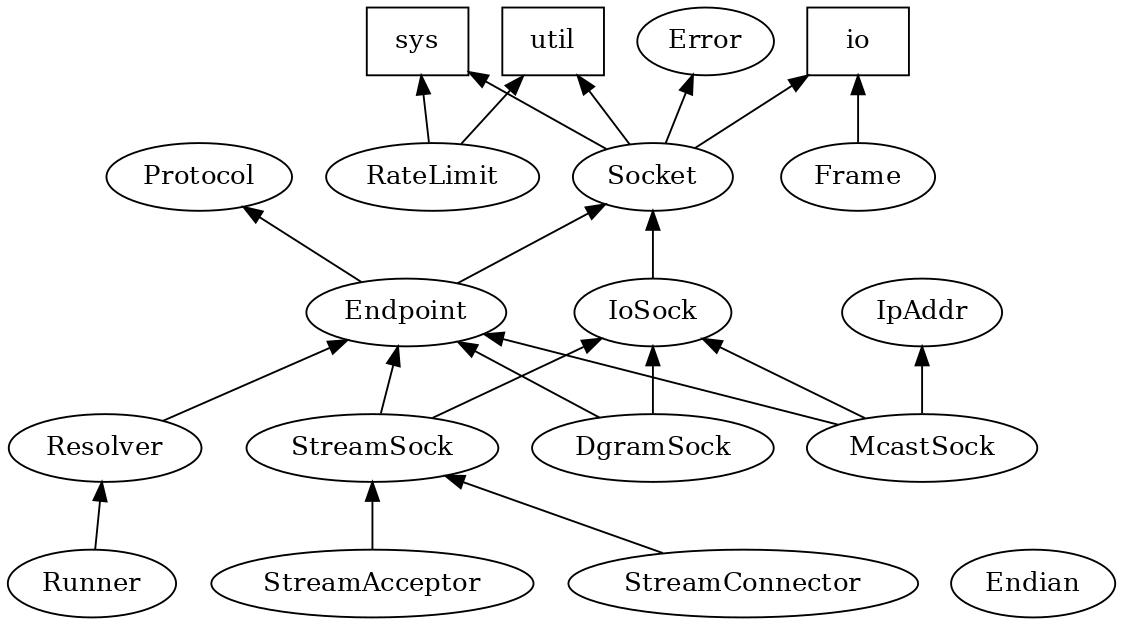 sys
util
Error
io
Protocol
RateLimit
Socket
Frame
Endpoint
IoSock
IpAddr
Resolver
StreamSock
DgramSock
McastSock
Runner
StreamAcceptor
StreamConnector
Endian